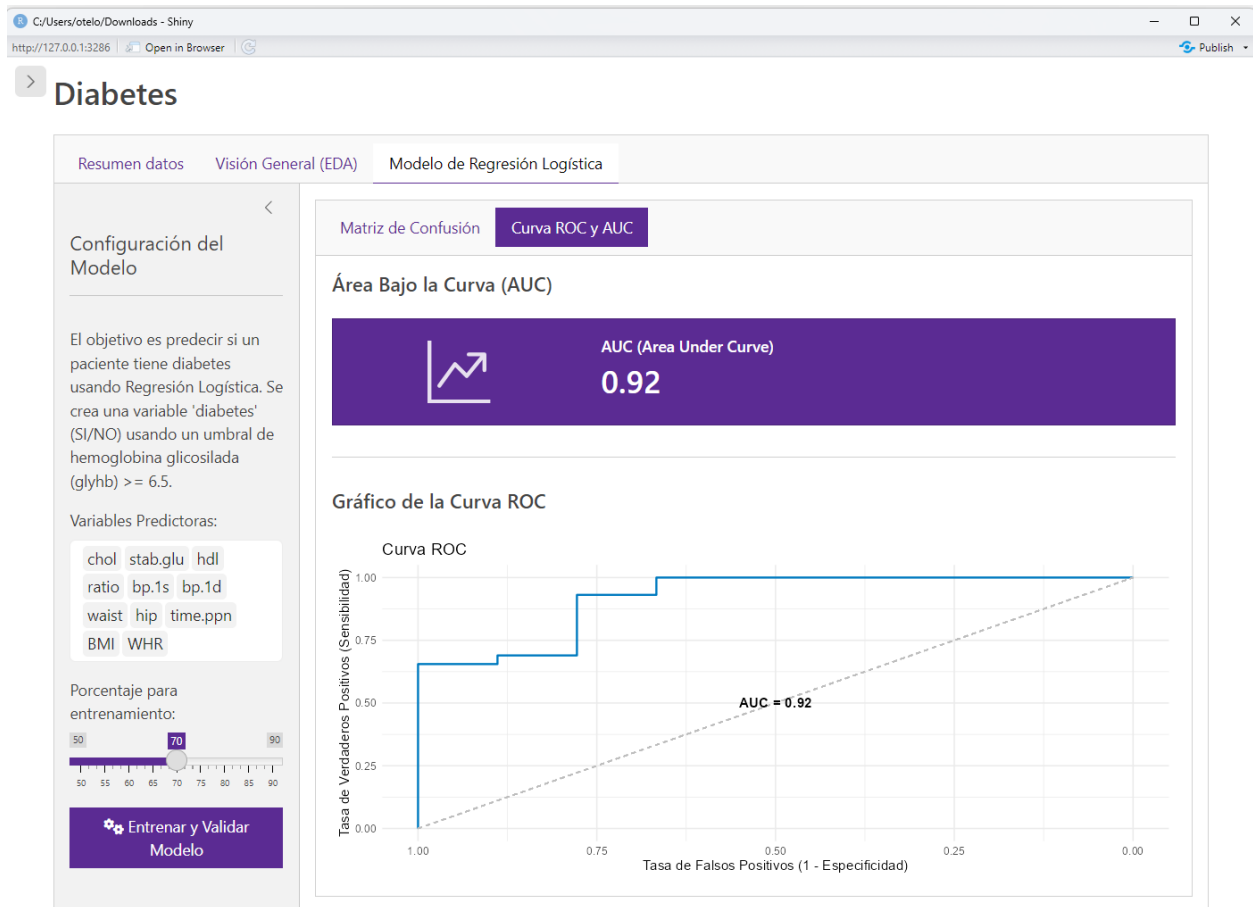 C:/Users/otelo/Downloads - Shiny
http://127.0.0.1:3286 Open in Browser Publish
Diabetes
Resumen datos Visión General (EDA) Modelo de Regresión Logística
Configuración del
Modelo
El objetivo es predecir si un
paciente tiene diabetes
usando Regresión Logística. Se
crea una variable 'diabetes'
(SI/NO) usando un umbral de
hemoglobina glicosilada
(glyhb) >= 6.5.
Variables Predictoras:
chol stab.glu hdl
ratio bp.1s bp.1d
waist hip time.ppn
BMI WHR
Porcentaje para
entrenamiento:
50 70 90
50 55 60 65 70 75 80 85 90
Entrenar y Validar
Modelo
Matriz de Confusión Curva ROC y AUC
Área Bajo la Curva (AUC)
AUC (Area Under Curve)
0.92
Gráfico de la Curva ROC
Curva ROC
Tasa de Verdaderos Positivos (Sensibilidad)
1.00
0.75
0.50
0.25
0.00
AUC = 0.92
1.00 0.75 0.50 0.25 0.00
Tasa de Falsos Positivos (1 - Especificidad)